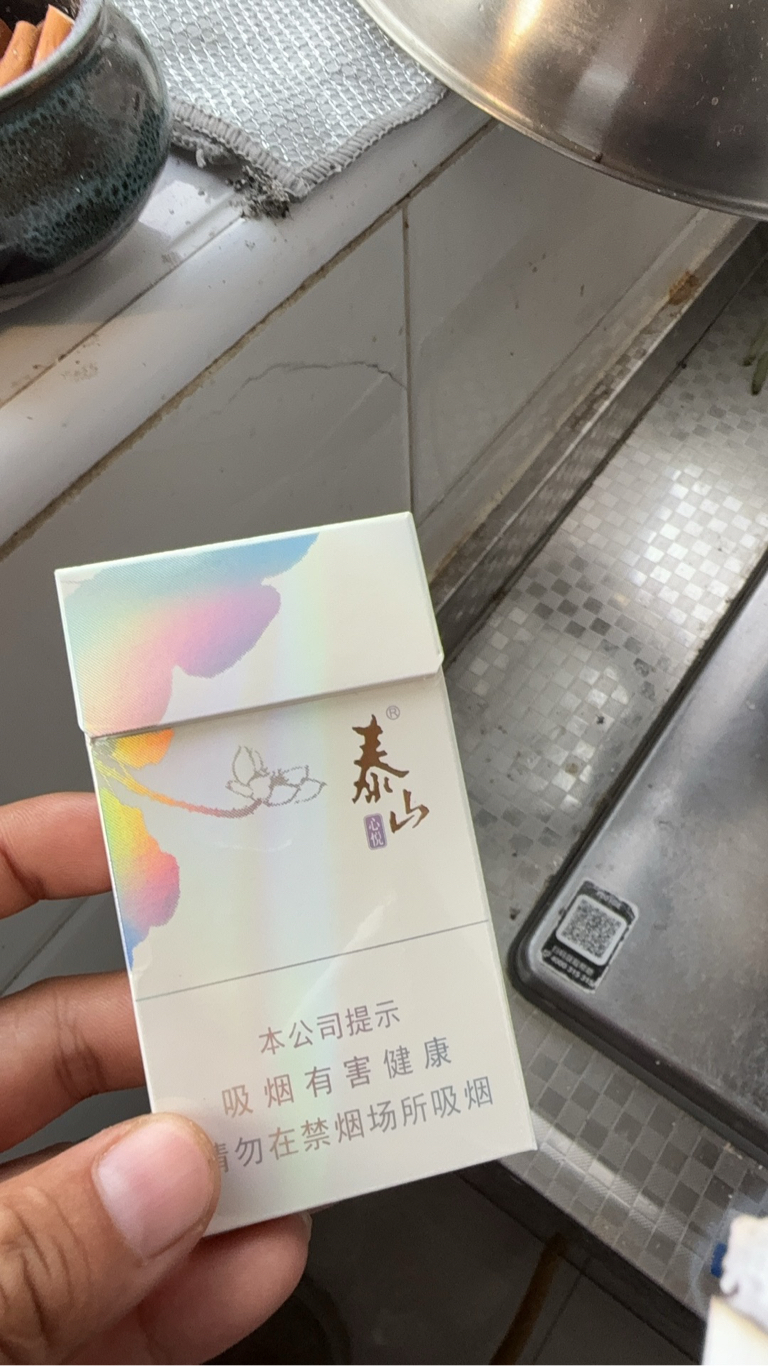 泰山®
心悦
本公司提示
吸烟有害健康
请勿在禁烟场所吸烟